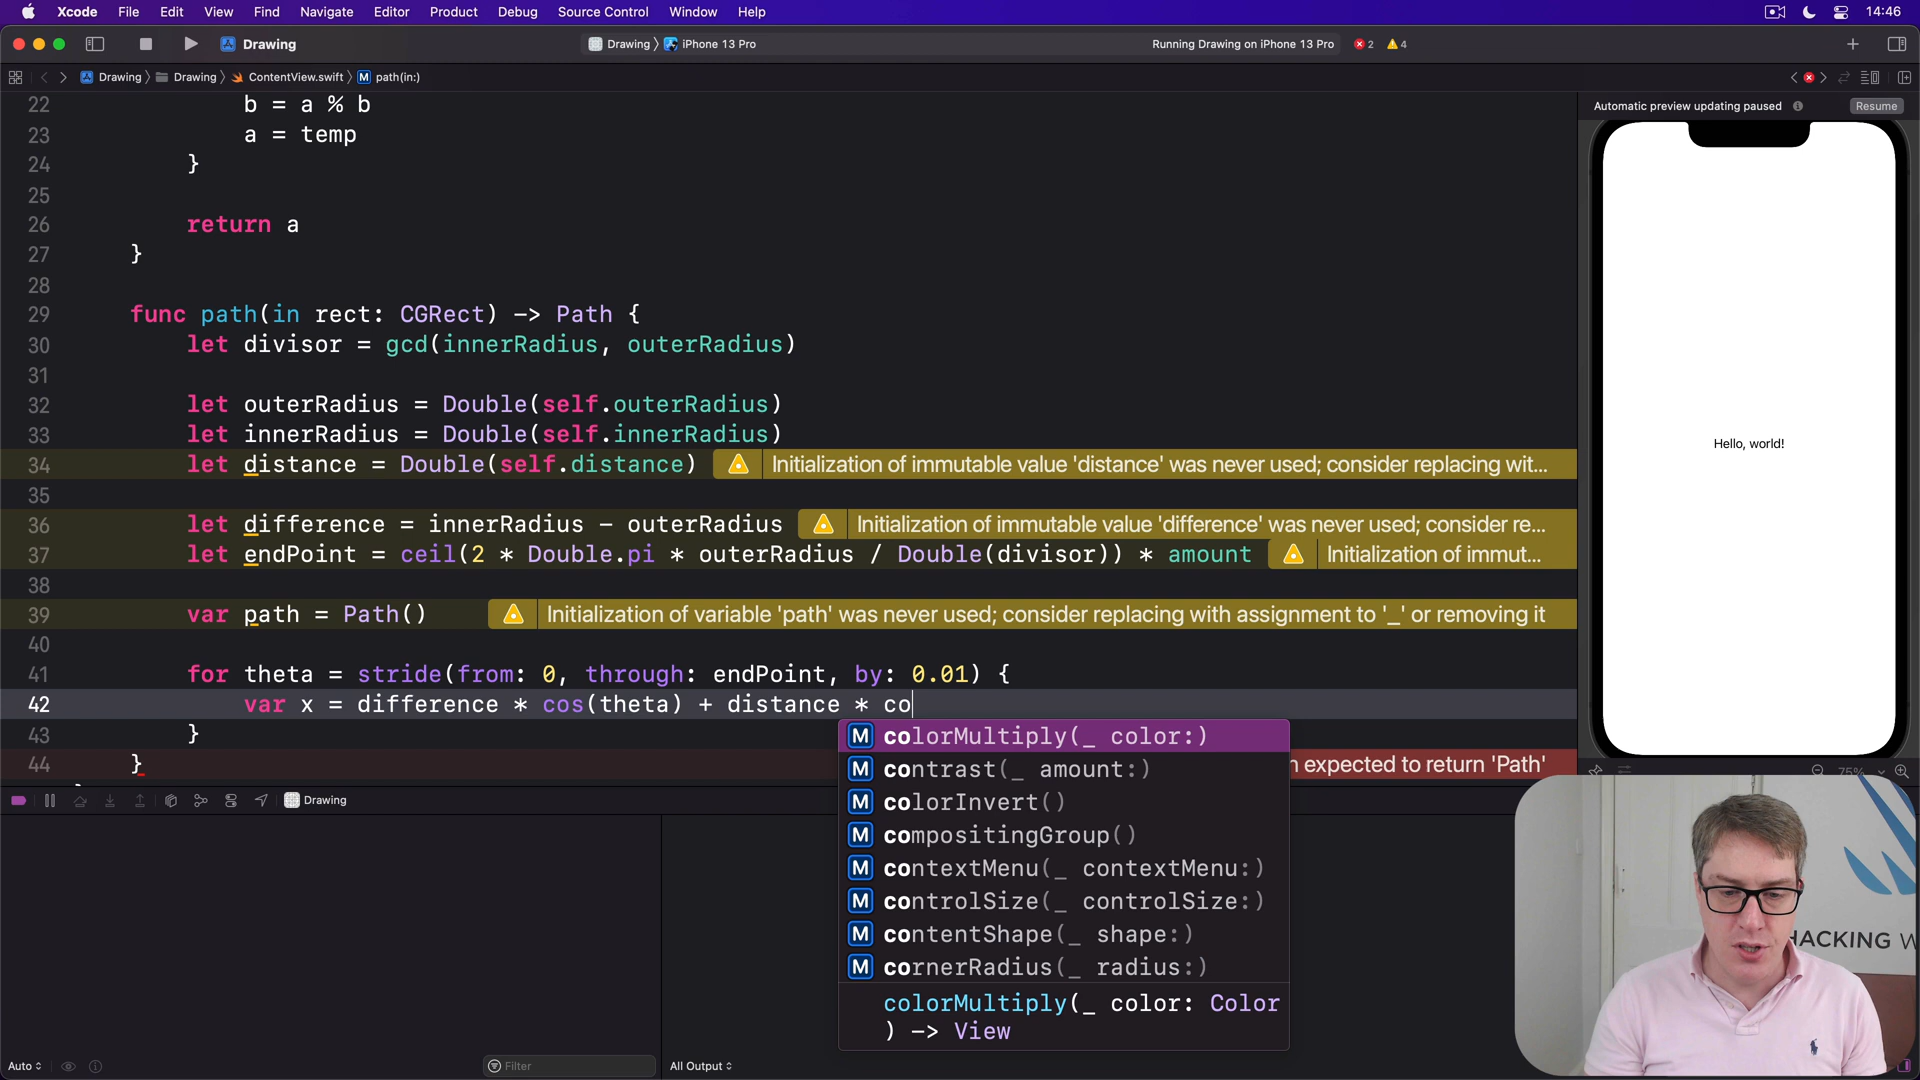 Xcode File Edit View Find Navigate Editor Product Debug Source Control Window Help 14:46
Drawing Drawing iPhone 13 Pro Running Drawing on iPhone 13 Pro 2 4
Drawing Drawing ContentView.swift M path(in:)
22 b = a % b
23 a = temp
24 }
25
26 return a
27 }
28
29 func path(in rect: CGRect) -> Path {
30 let divisor = gcd(innerRadius, outerRadius)
31
32 let outerRadius = Double(self.outerRadius)
33 let innerRadius = Double(self.innerRadius)
34 let distance = Double(self.distance) Initialization of immutable value 'distance' was never used; consider replacing wit...
35
36 let difference = innerRadius - outerRadius Initialization of immutable value 'difference' was never used; consider re...
37 let endPoint = ceil(2 * Double.pi * outerRadius / Double(divisor)) * amount Initialization of immut...
38
39 var path = Path() Initialization of variable 'path' was never used; consider replacing with assignment to '_' or removing it
40
41 for theta = stride(from: 0, through: endPoint, by: 0.01) {
42 var x = difference * cos(theta) + distance * co
43 }
44 } expected to return 'Path'
M colorMultiply(_ color:)
M contrast(_ amount:)
M colorInvert()
M compositingGroup()
M contextMenu(_ contextMenu:)
M controlSize(_ controlSize:)
M contentShape(_ shape:)
M cornerRadius(_ radius:)
colorMultiply(_ color: Color
) -> View
Automatic preview updating paused Resume
Hello, world!
75%
Drawing
Auto Filter All Output
HACKING W